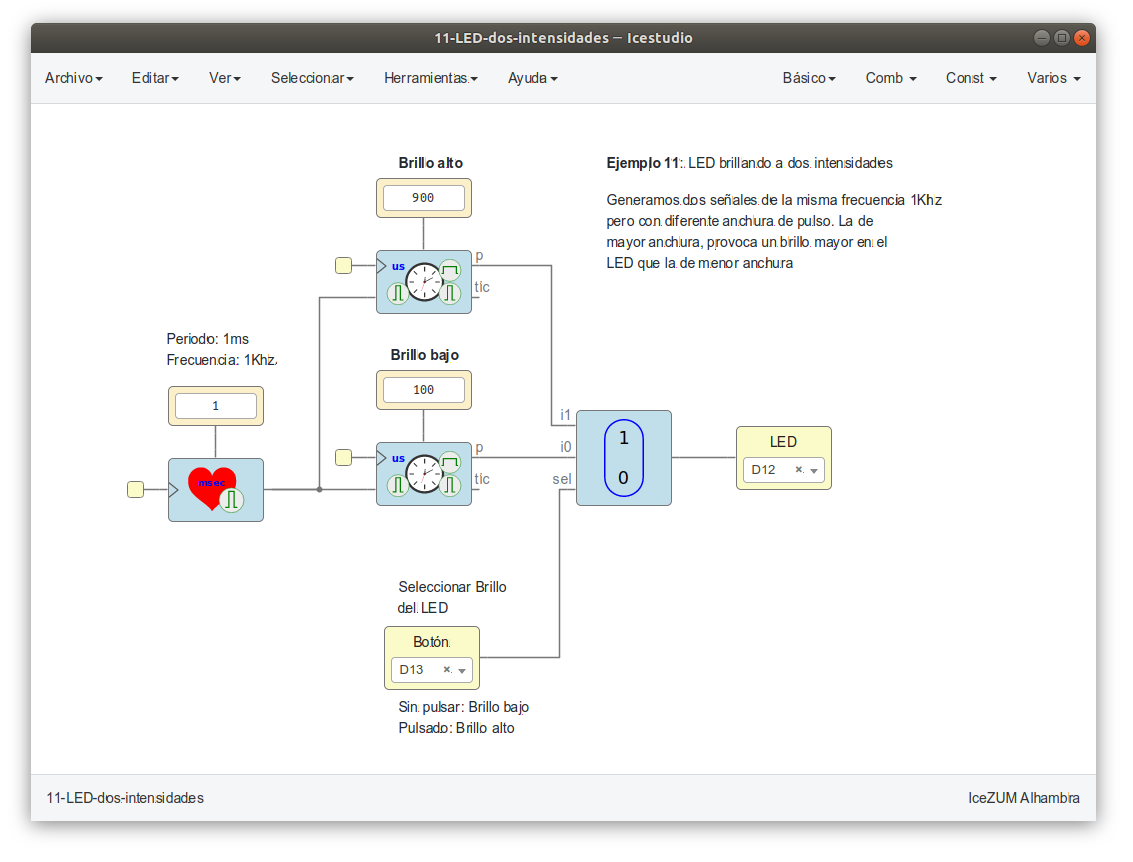 11-LED-dos-intensidades – Icestudio
Archivo Editar Ver Seleccionar Herramientas Ayuda Básico Comb Const Varios
Brillo alto
900
us
p
tic
Ejemplo 11: LED brillando a dos intensidades
Generamos dos señales de la misma frecuencia 1Khz
pero con diferente anchura de pulso. La de
mayor anchura, provoca un brillo mayor en el
LED que la de menor anchura
Periodo: 1ms
Frecuencia: 1Khz
1
msec
Brillo bajo
100
us
p
tic
i1
i0
sel
1
0
LED
D12
Seleccionar Brillo
del LED
Botón
D13
Sin pulsar: Brillo bajo
Pulsado: Brillo alto
11-LED-dos-intensidades
IceZUM Alhambra